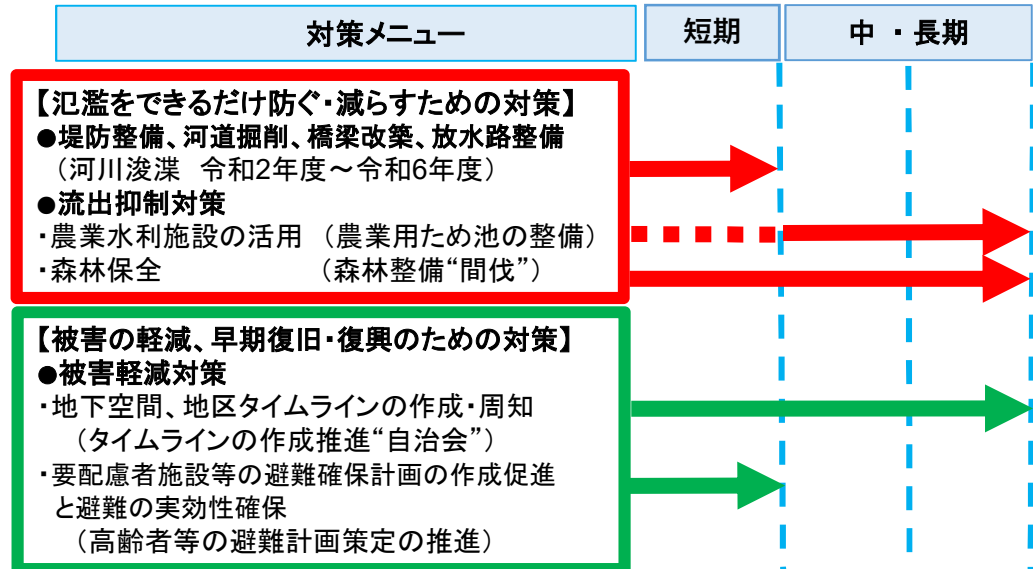 対策メニュー 短期 中 ・ 長期
【氾濫をできるだけ防ぐ・減らすための対策】
●堤防整備、河道掘削、橋梁改築、放水路整備
（河川浚渫 令和2年度～令和6年度）
●流出抑制対策
・農業水利施設の活用 （農業用ため池の整備）
・森林保全 （森林整備“間伐”）
【被害の軽減、早期復旧・復興のための対策】
●被害軽減対策
・地下空間、地区タイムラインの作成・周知
（タイムラインの作成推進“自治会”）
・要配慮者施設等の避難確保計画の作成促進
と避難の実効性確保
（高齢者等の避難計画策定の推進）